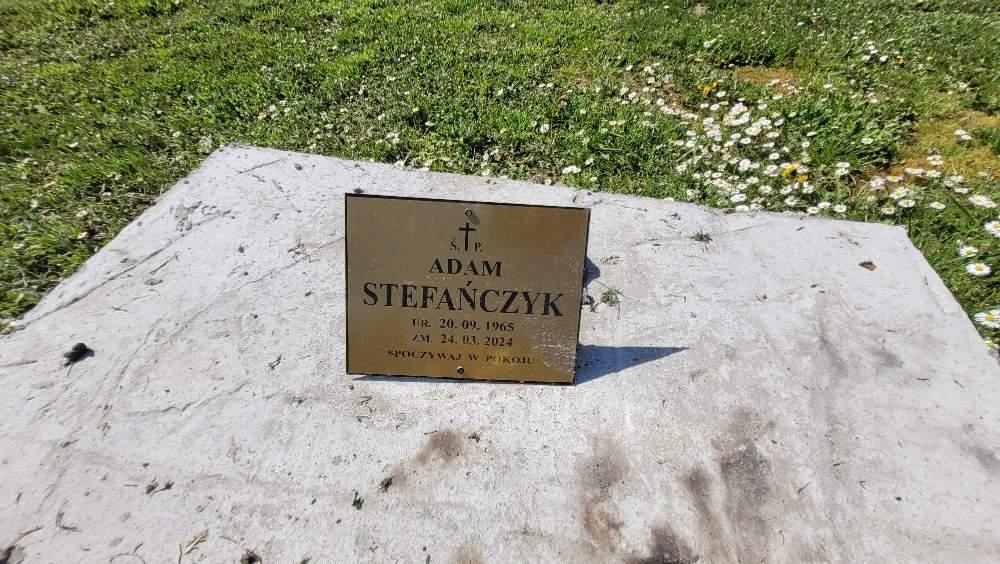 Ś. P.
ADAM
STEFAŃCZYK
UR. 20. 09. 1965
ZM. 24. 03. 2024
SPOCZYWAJ W POKOJU